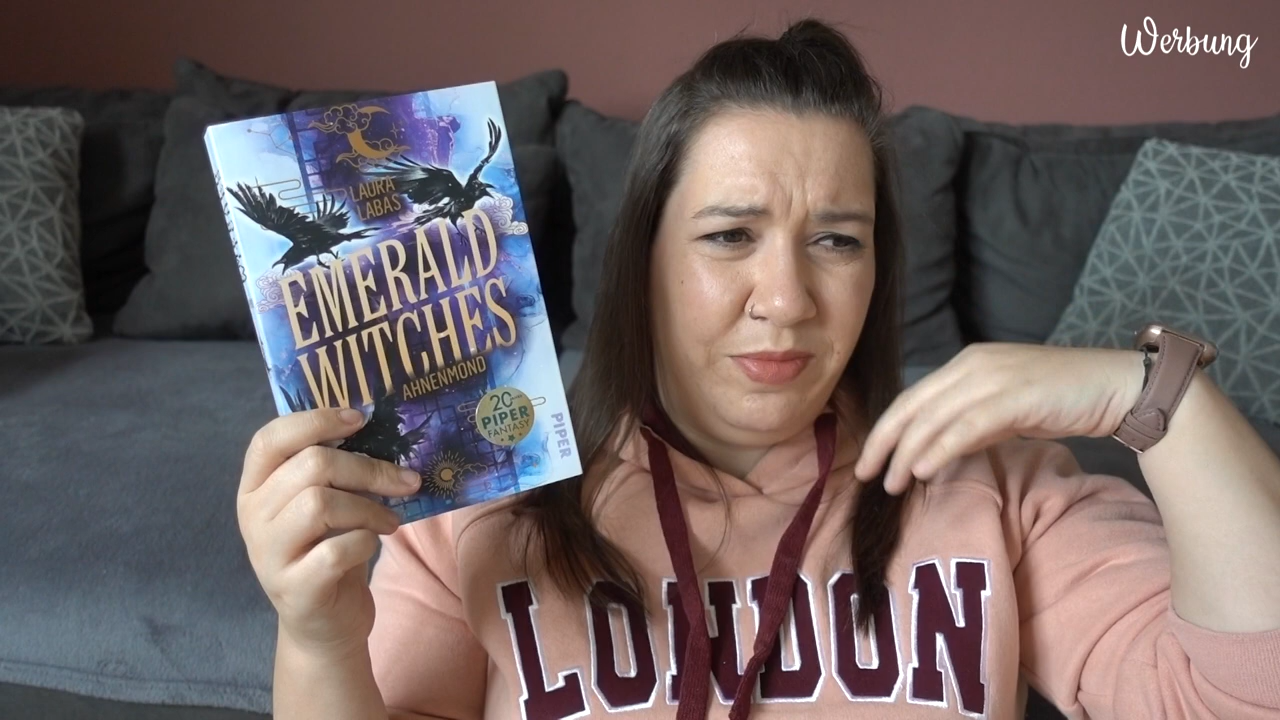 Werbung
LAURA
LABAS
EMERALD
WITCHES
AHNENMOND
20
PIPER
FANTASY
PIPER
LONDON